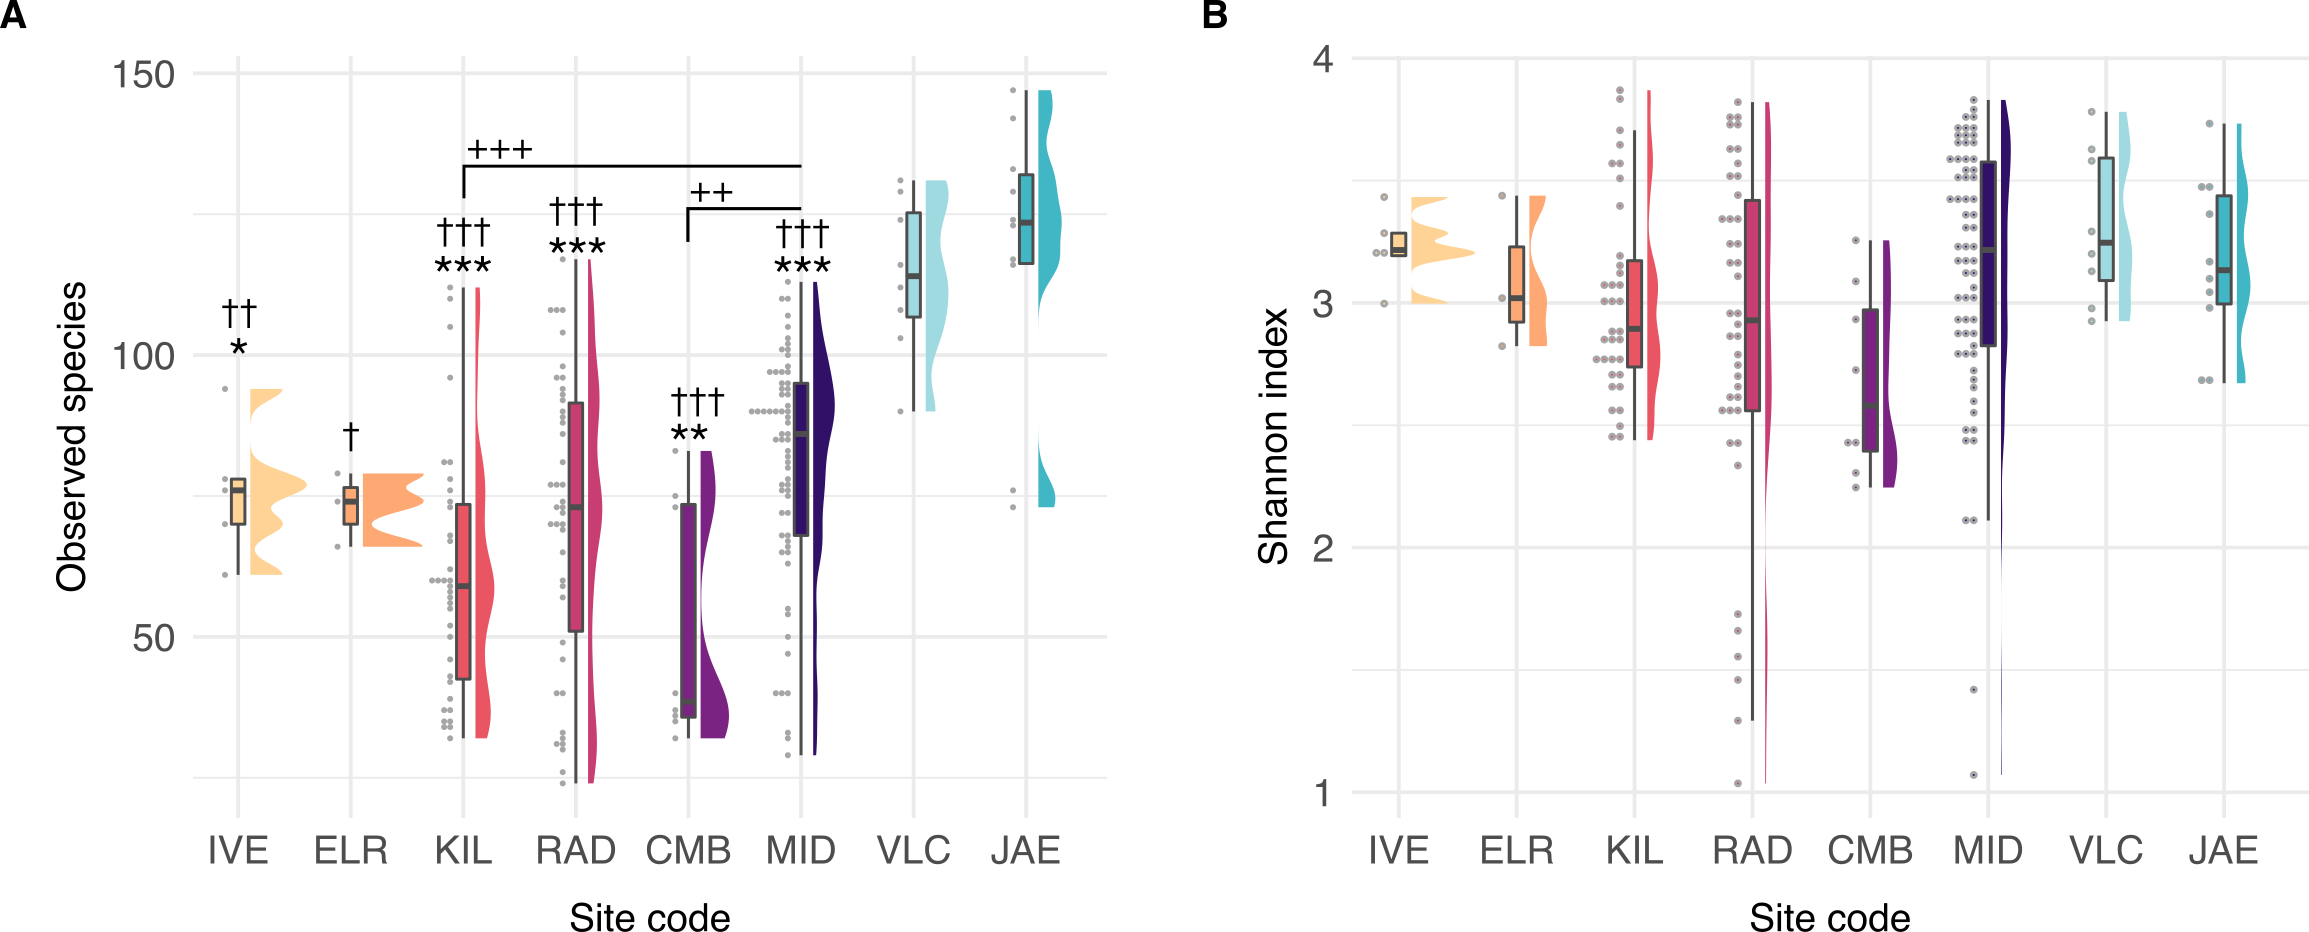 A
B
Observed species
150
100
50
+++
++
†††
***
†††
***
†††
***
††
*
†
†††
**
IVE ELR KIL RAD CMB MID VLC JAE
Site code
Shannon index
4
3
2
1
IVE ELR KIL RAD CMB MID VLC JAE
Site code